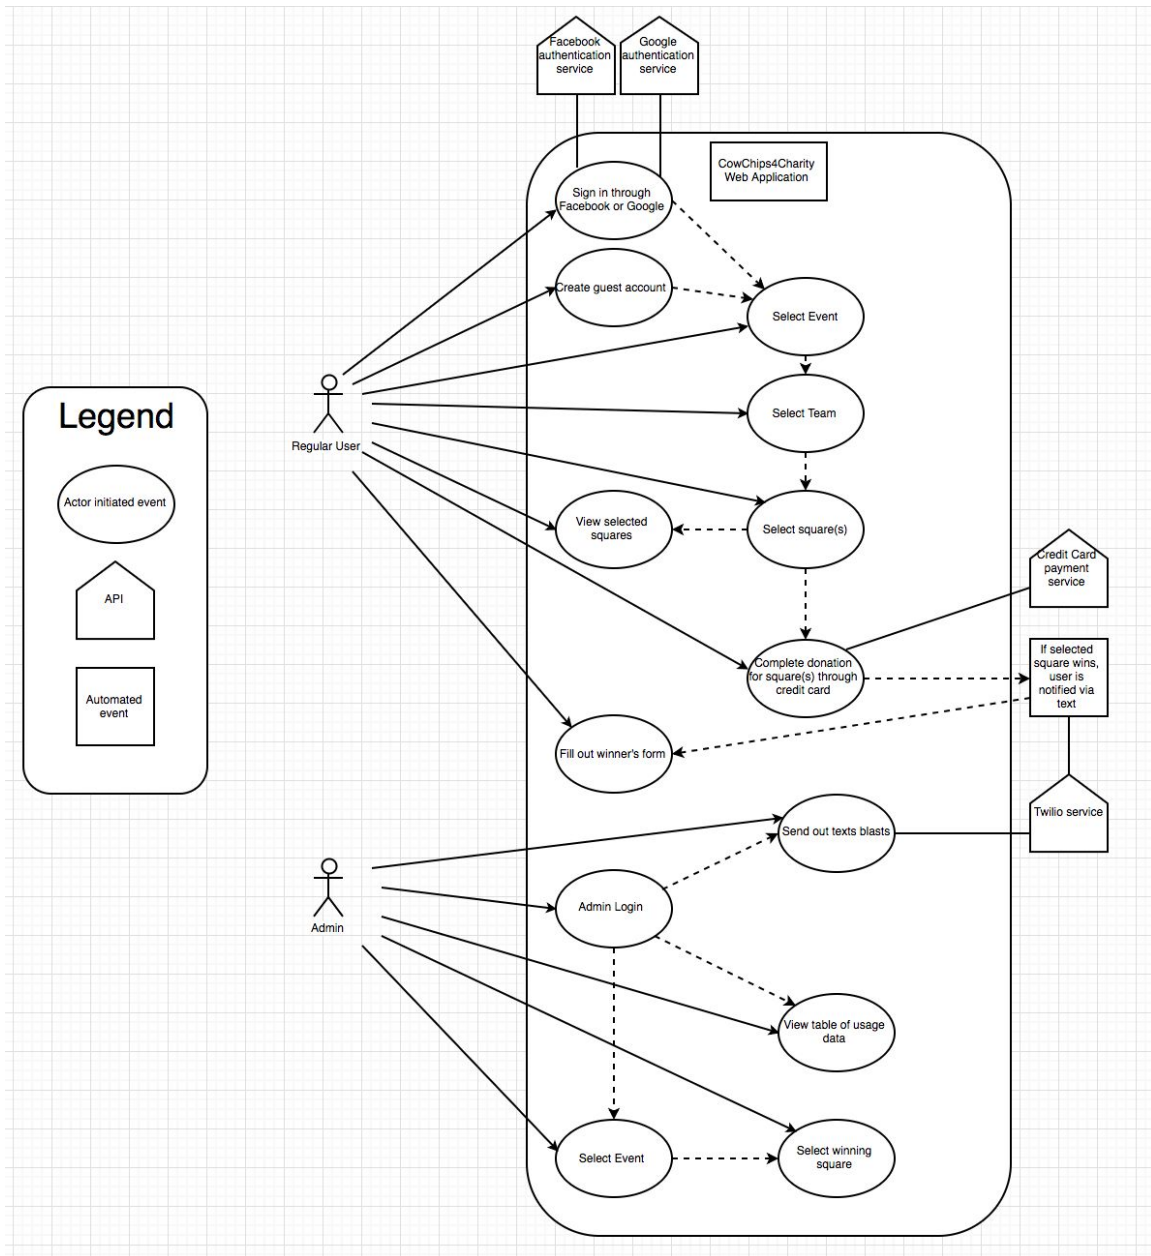 Facebook
authentication
service
Google
authentication
service
CowChips4Charity
Web Application
Sign in through
Facebook or Google
Create guest account
Select Event
Select Team
Regular User
Legend
Actor initiated event
API
Automated
event
View selected
squares
Select square(s)
Credit Card
payment
service
Complete donation
for square(s) through
credit card
If selected
square wins,
user is
notified via
text
Fill out winner's form
Twilio service
Send out texts blasts
Admin Login
Admin
View table of usage
data
Select Event
Select winning
square